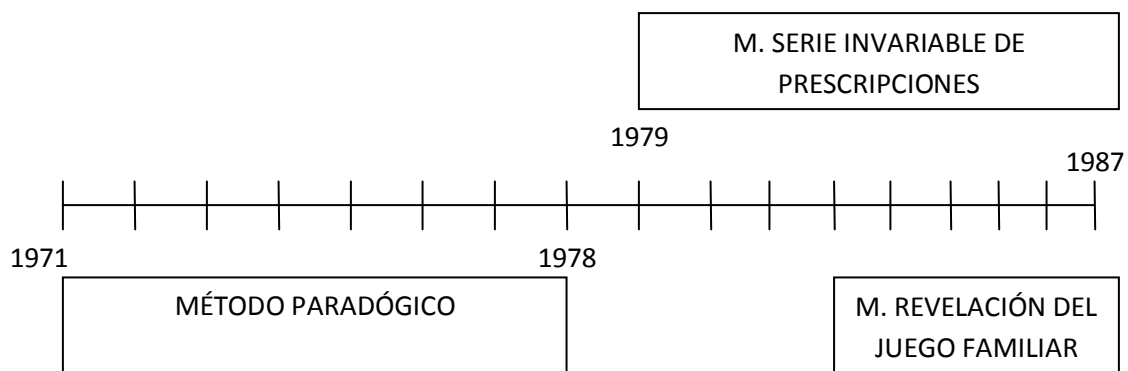 M. SERIE INVARIABLE DE
PRESCRIPCIONES
1979
1987
1971
1978
MÉTODO PARADÓGICO
M. REVELACIÓN DEL
JUEGO FAMILIAR